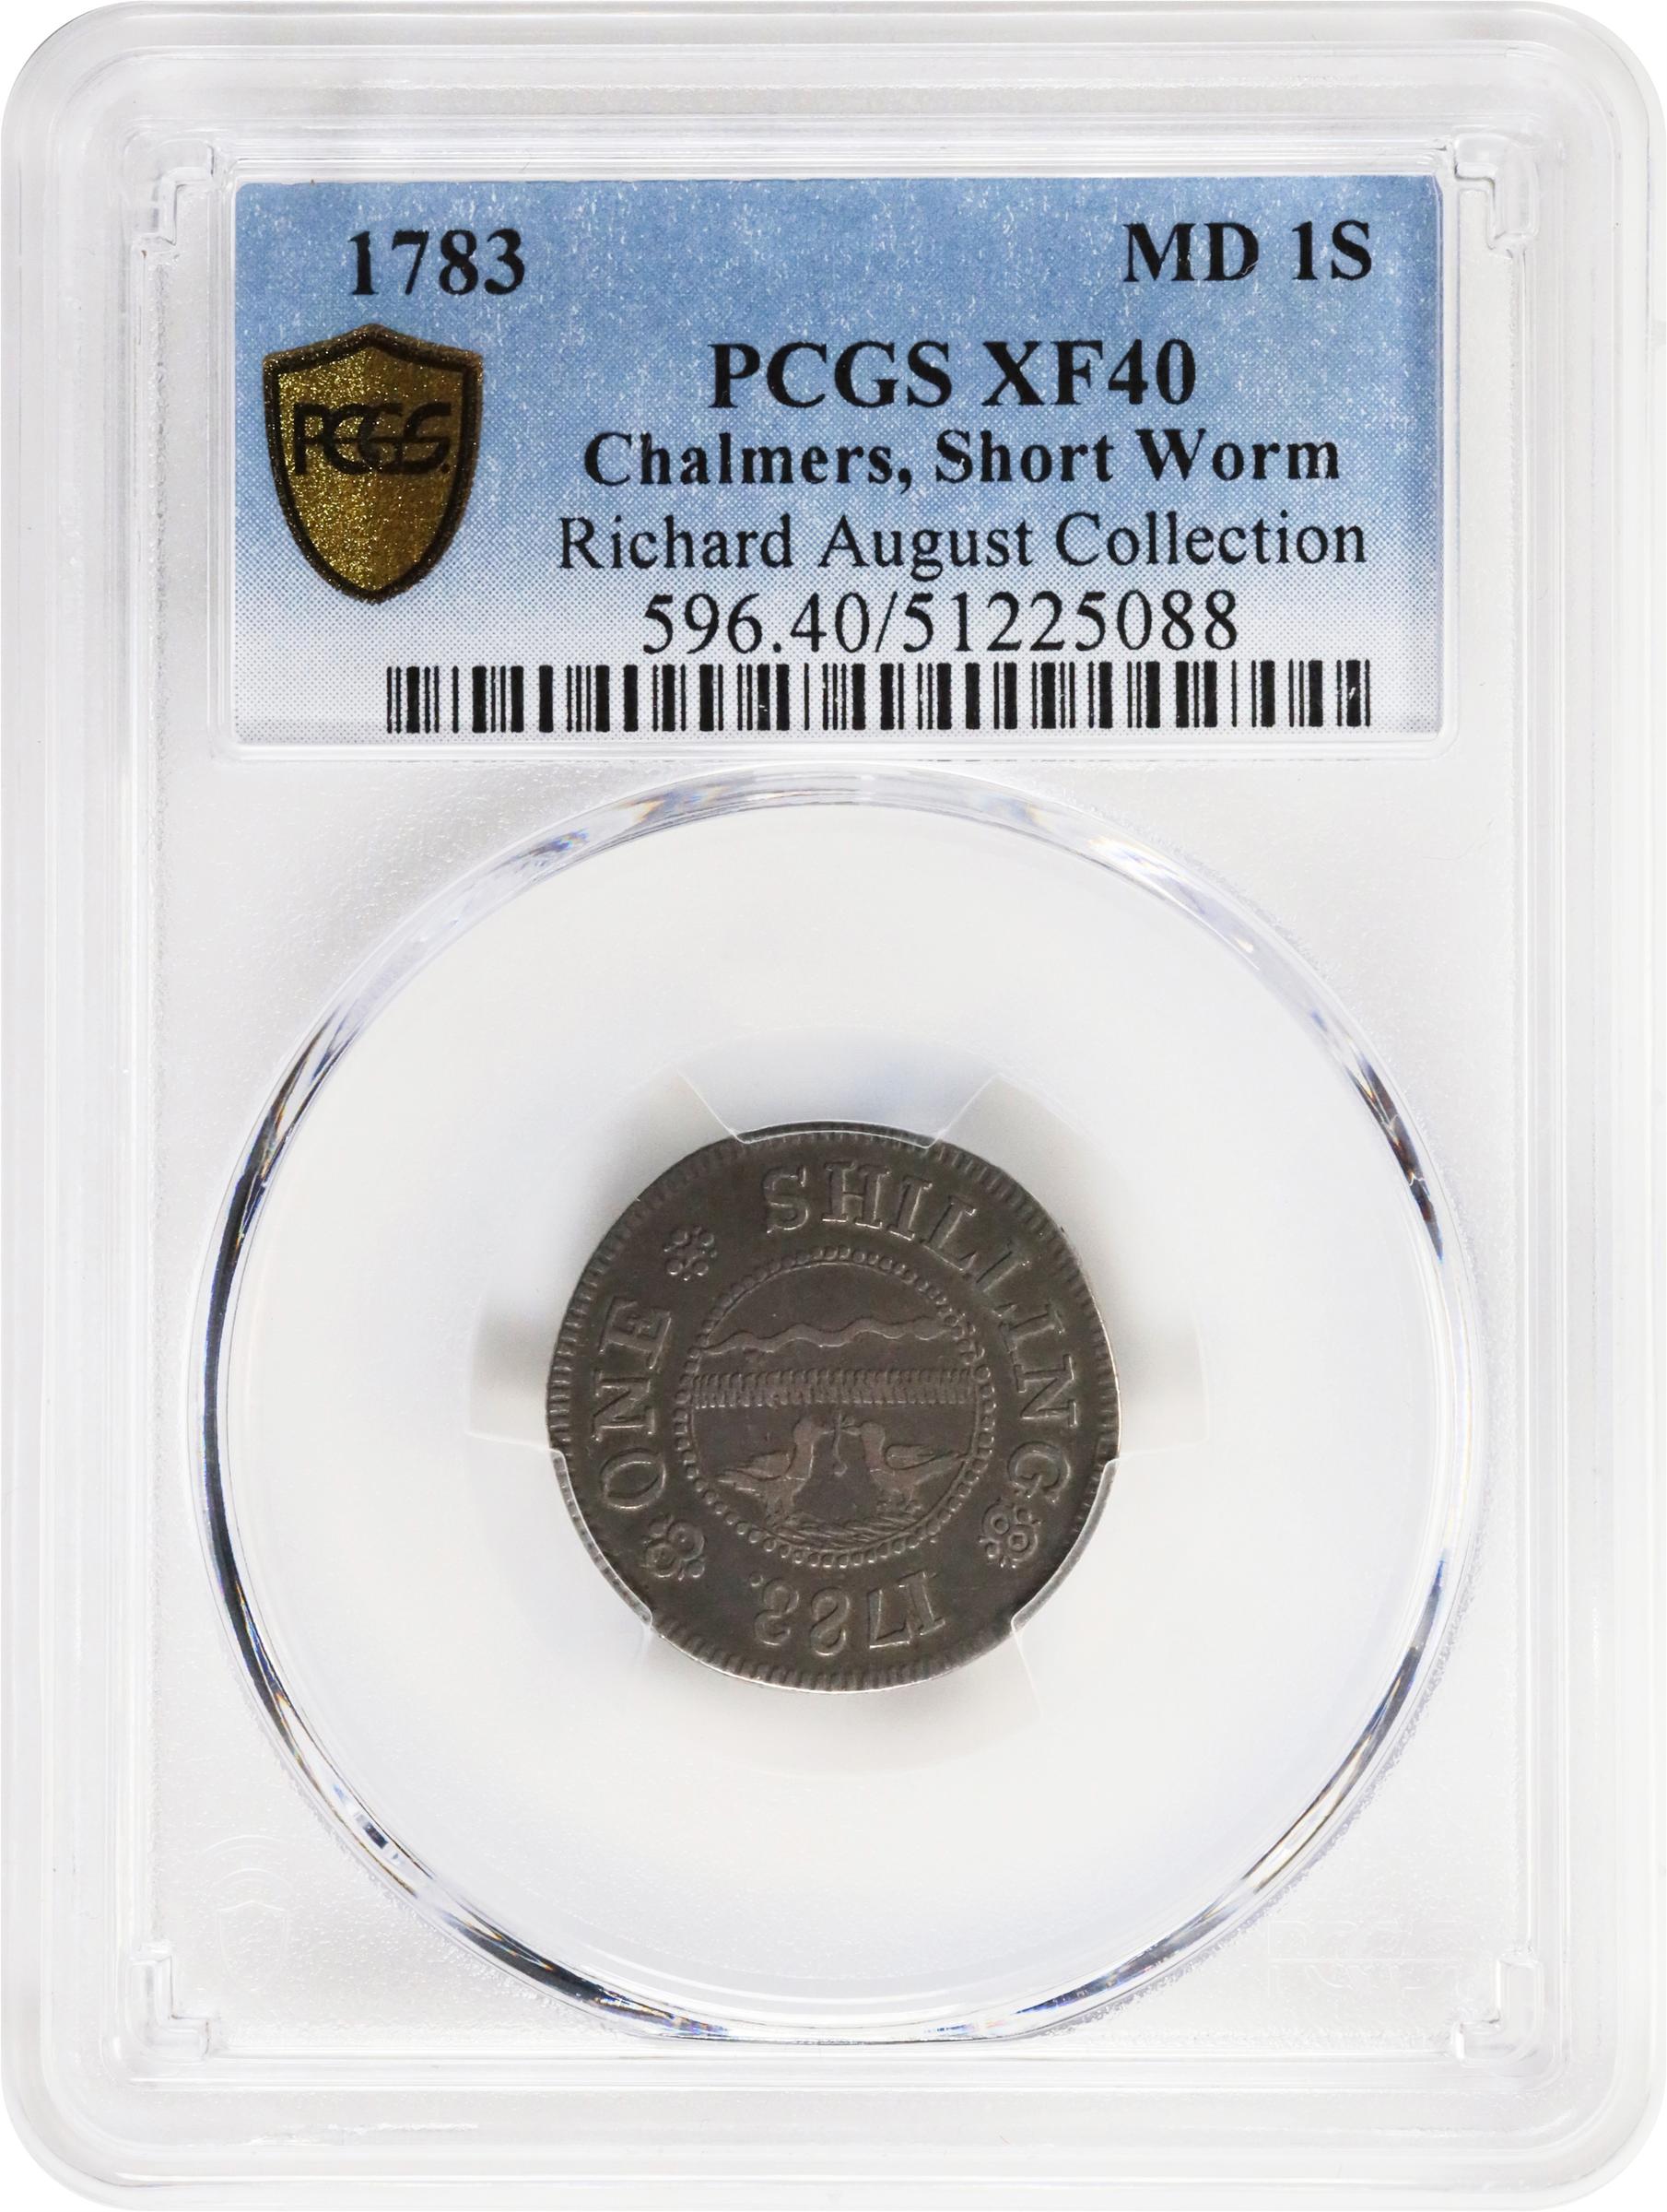 1783 MD 1S
PCGS XF40
PCGS
Chalmers, Short Worm
Richard August Collection
596.40/51225088
ONE SHILLING
1783.